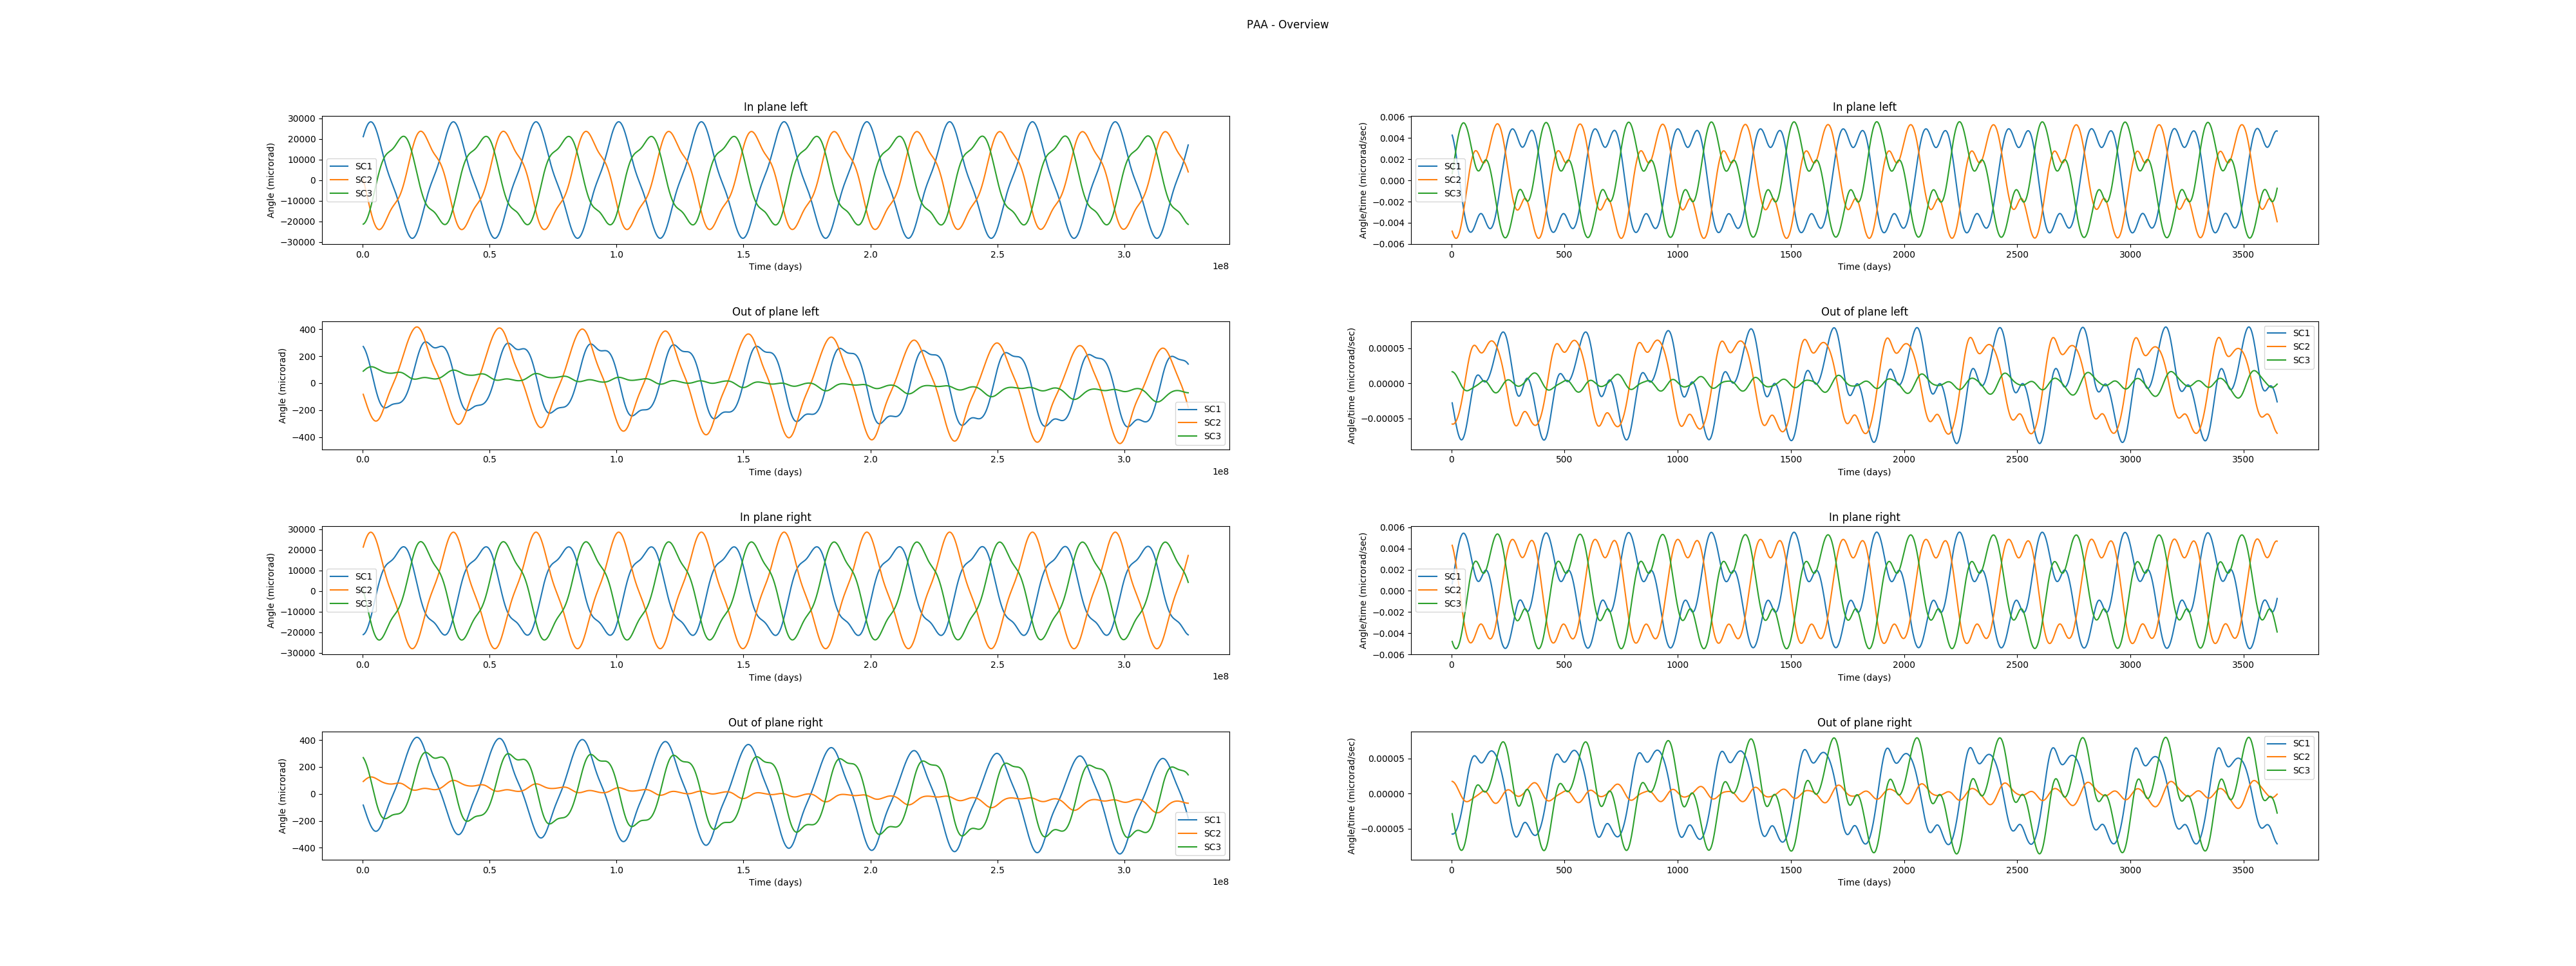 PAA - Overview
In plane left
Angle (microrad)
30000
20000
10000
0
−10000
−20000
−30000
SC1
SC2
SC3
0.0 0.5 1.0 1.5 2.0 2.5 3.0
1e8
Time (days)
In plane left
Angle/time (microrad/sec)
0.006
0.004
0.002
0.000
−0.002
−0.004
−0.006
SC1
SC2
SC3
0 500 1000 1500 2000 2500 3000 3500
Time (days)
Out of plane left
Angle (microrad)
400
200
0
−200
−400
SC1
SC2
SC3
0.0 0.5 1.0 1.5 2.0 2.5 3.0
1e8
Time (days)
Out of plane left
Angle/time (microrad/sec)
0.00005
0.00000
−0.00005
SC1
SC2
SC3
0 500 1000 1500 2000 2500 3000 3500
Time (days)
In plane right
Angle (microrad)
30000
20000
10000
0
−10000
−20000
−30000
SC1
SC2
SC3
0.0 0.5 1.0 1.5 2.0 2.5 3.0
1e8
Time (days)
In plane right
Angle/time (microrad/sec)
0.006
0.004
0.002
0.000
−0.002
−0.004
−0.006
SC1
SC2
SC3
0 500 1000 1500 2000 2500 3000 3500
Time (days)
Out of plane right
Angle (microrad)
400
200
0
−200
−400
SC1
SC2
SC3
0.0 0.5 1.0 1.5 2.0 2.5 3.0
1e8
Time (days)
Out of plane right
Angle/time (microrad/sec)
0.00005
0.00000
−0.00005
SC1
SC2
SC3
0 500 1000 1500 2000 2500 3000 3500
Time (days)